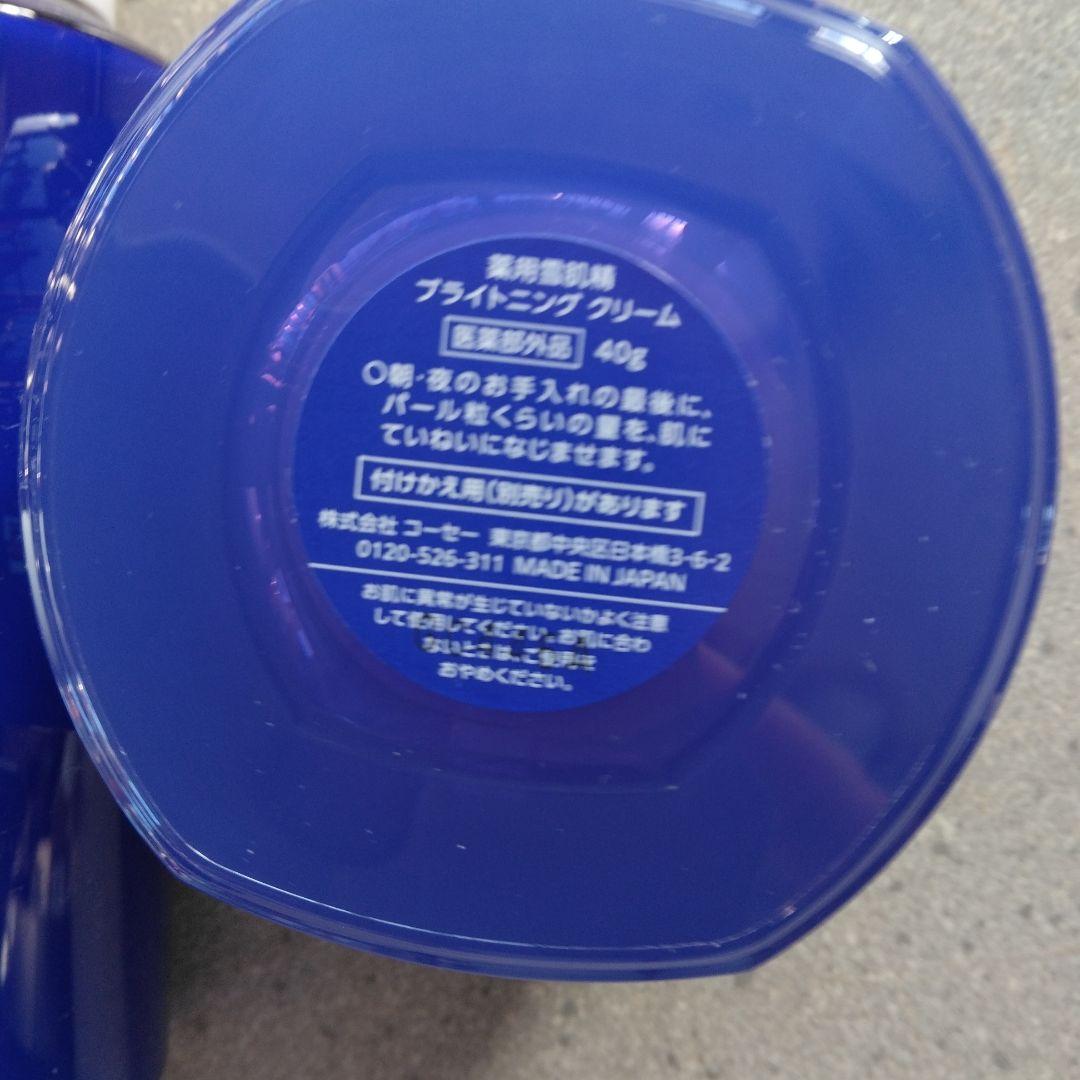 薬用雪肌精
ブライトニング クリーム
医薬部外品 40g
○朝・夜のお手入れの最後に、
パール粒くらいの量を、肌に
ていねいになじませます。
付けかえ用(別売り)があります
株式会社 コーセー 東京都中央区日本橋3-6-2
0120-526-311 MADE IN JAPAN
お肌に異常が生じていないかよく注意
して使用してください。お肌に合わ
ないときは、ご使用を
おやめください。